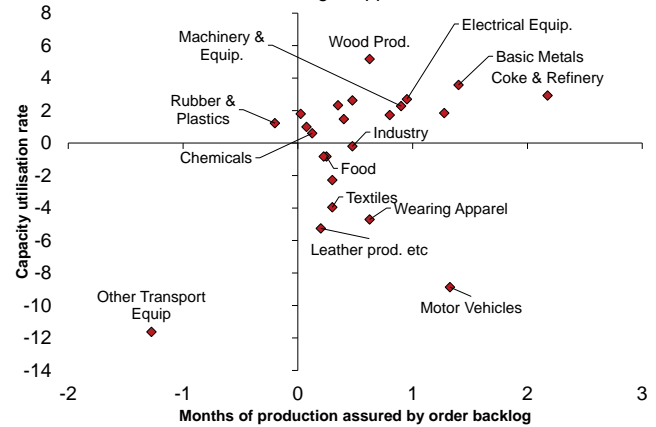 8
6
4
2
0
-2
-4
-6
-8
-10
-12
-14
Capacity utilisation rate
Electrical Equip.
Machinery &
Equip.
Wood Prod.
Basic Metals
Coke & Refinery
Rubber &
Plastics
Industry
Chemicals
Food
Textiles
Wearing Apparel
Leather prod. etc
Other Transport
Equip
Motor Vehicles
-2
-1
0
1
2
3
Months of production assured by order backlog